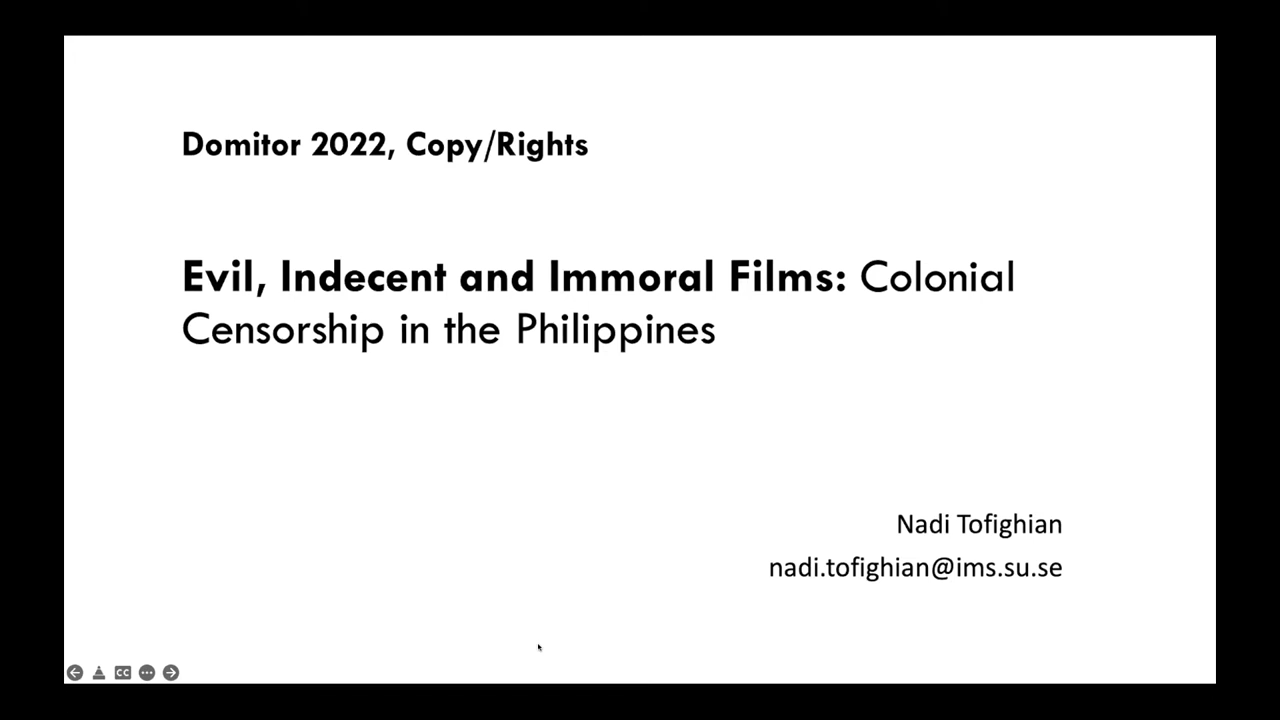 Domitor 2022, Copy/Rights
Evil, Indecent and Immoral Films: Colonial
Censorship in the Philippines
Nadi Tofighian
nadi.tofighian@ims.su.se
CC